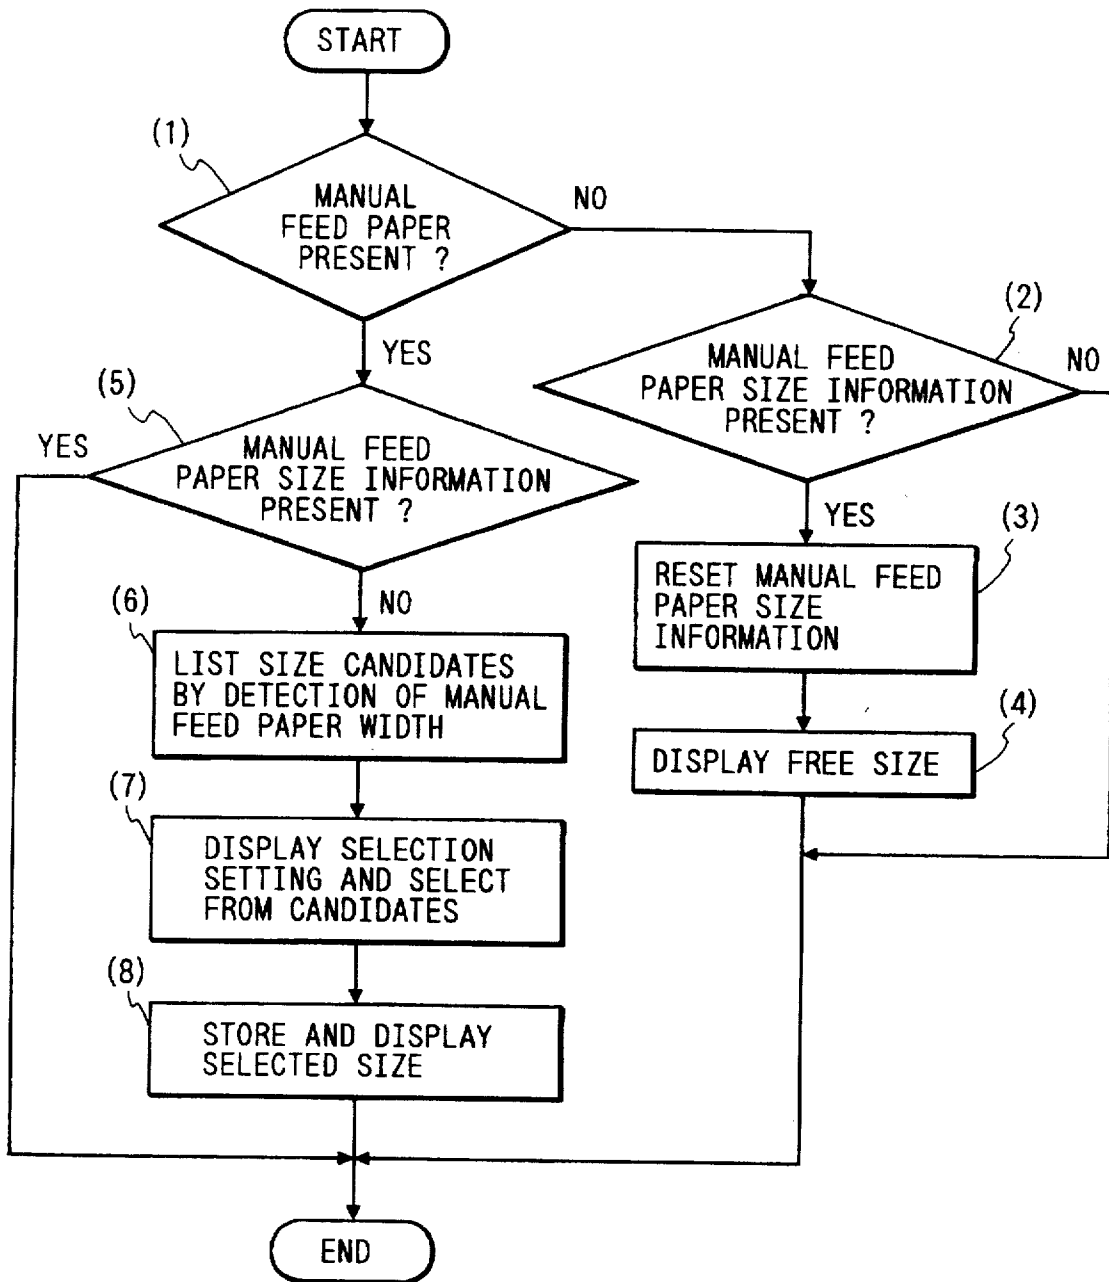 START
(1)
MANUAL
FEED PAPER
PRESENT ?
NO
(2)
MANUAL FEED
PAPER SIZE INFORMATION
PRESENT ?
NO
YES
(5)
YES
MANUAL FEED
PAPER SIZE INFORMATION
PRESENT ?
YES
(3)
RESET MANUAL FEED
PAPER SIZE
INFORMATION
NO
(6)
LIST SIZE CANDIDATES
BY DETECTION OF MANUAL
FEED PAPER WIDTH
(4)
DISPLAY FREE SIZE
(7)
DISPLAY SELECTION
SETTING AND SELECT
FROM CANDIDATES
(8)
STORE AND DISPLAY
SELECTED SIZE
END